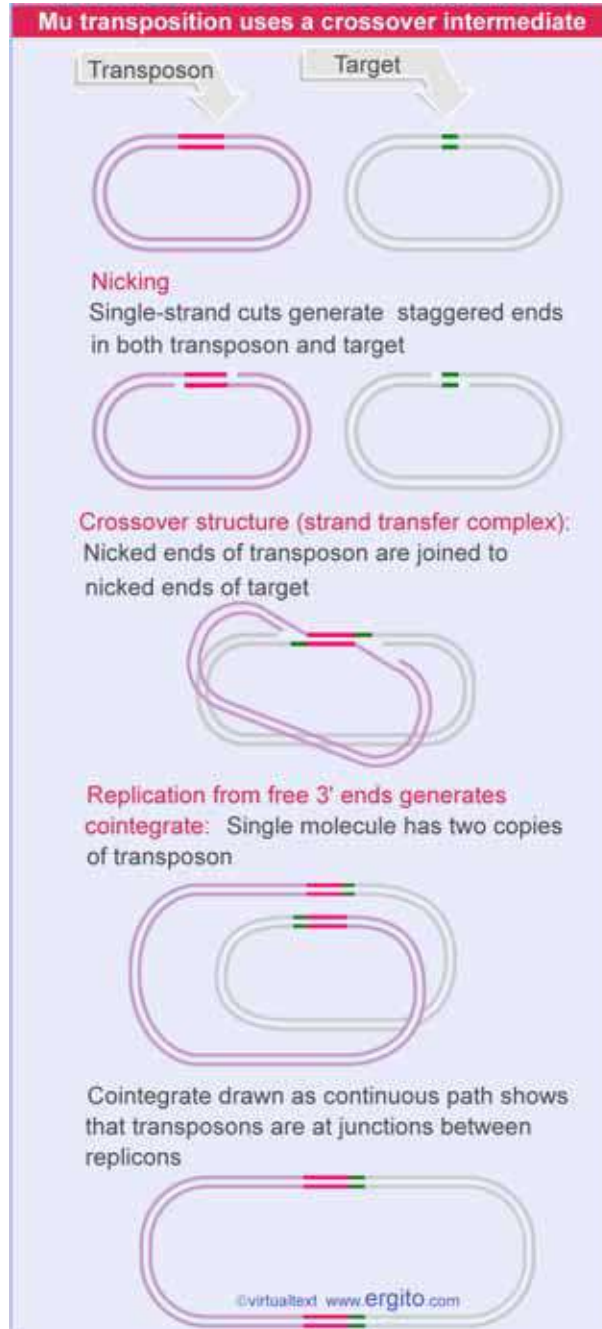 Mu transposition uses a crossover intermediate
Transposon
Target
Nicking
Single-strand cuts generate staggered ends
in both transposon and target
Crossover structure (strand transfer complex):
Nicked ends of transposon are joined to
nicked ends of target
Replication from free 3' ends generates
cointegrate: Single molecule has two copies
of transposon
Cointegrate drawn as continuous path shows
that transposons are at junctions between
replicons
©virtualtext www.ergito.com